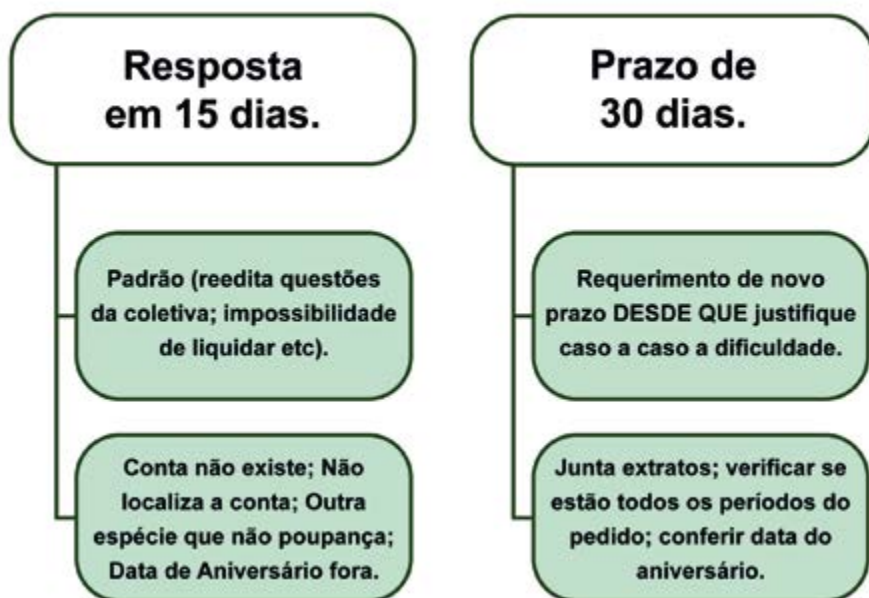 Resposta
em 15 dias.
Padrão (reedita questões
da coletiva; impossibilidade
de liquidar etc).
Conta não existe; Não
localiza a conta; Outra
espécie que não poupança;
Data de Aniversário fora.
Prazo de
30 dias.
Requerimento de novo
prazo DESDE QUE justifique
caso a caso a dificuldade.
Junta extratos; verificar se
estão todos os períodos do
pedido; conferir data do
aniversário.